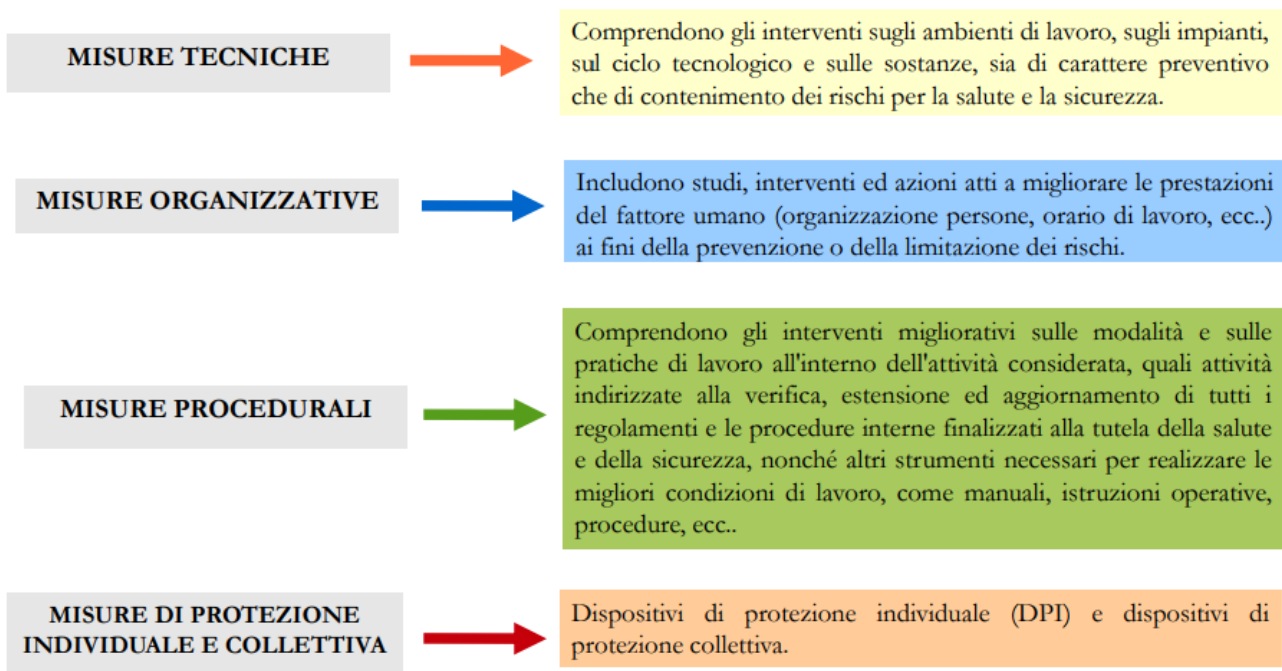 MISURE TECNICHE
Comprendono gli interventi sugli ambienti di lavoro, sugli impianti,
sul ciclo tecnologico e sulle sostanze, sia di carattere preventivo
che di contenimento dei rischi per la salute e la sicurezza.
MISURE ORGANIZZATIVE
Includono studi, interventi ed azioni atti a migliorare le prestazioni
del fattore umano (organizzazione persone, orario di lavoro, ecc..)
ai fini della prevenzione o della limitazione dei rischi.
MISURE PROCEDURALI
Comprendono gli interventi migliorativi sulle modalità e sulle
pratiche di lavoro all'interno dell'attività considerata, quali attività
indirizzate alla verifica, estensione ed aggiornamento di tutti i
regolamenti e le procedure interne finalizzati alla tutela della salute
e della sicurezza, nonché altri strumenti necessari per realizzare le
migliori condizioni di lavoro, come manuali, istruzioni operative,
procedure, ecc..
MISURE DI PROTEZIONE
INDIVIDUALE E COLLETTIVA
Dispositivi di protezione individuale (DPI) e dispositivi di
protezione collettiva.